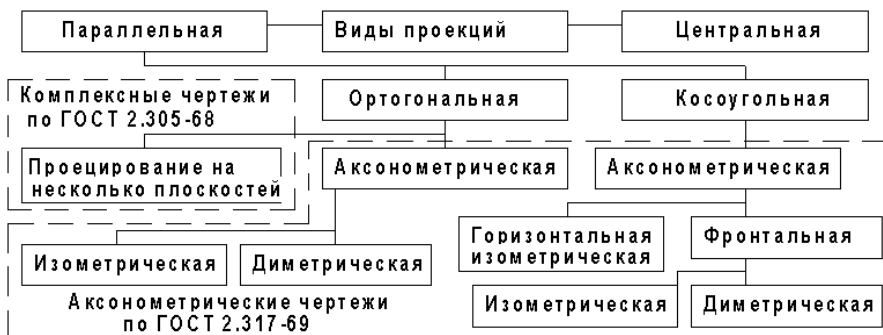 Параллельная
Виды проекций
Центральная
Комплексные чертежи
по ГОСТ 2.305-68
Ортогональная
Косоугольная
Проецирование на
несколько плоскостей
Аксонометрическая
Аксонометрическая
Горизонтальная
изометрическая
Фронтальная
Изометрическая
Диметрическая
Аксонометрические чертежи
по ГОСТ 2.317-69
Изометрическая
Диметрическая